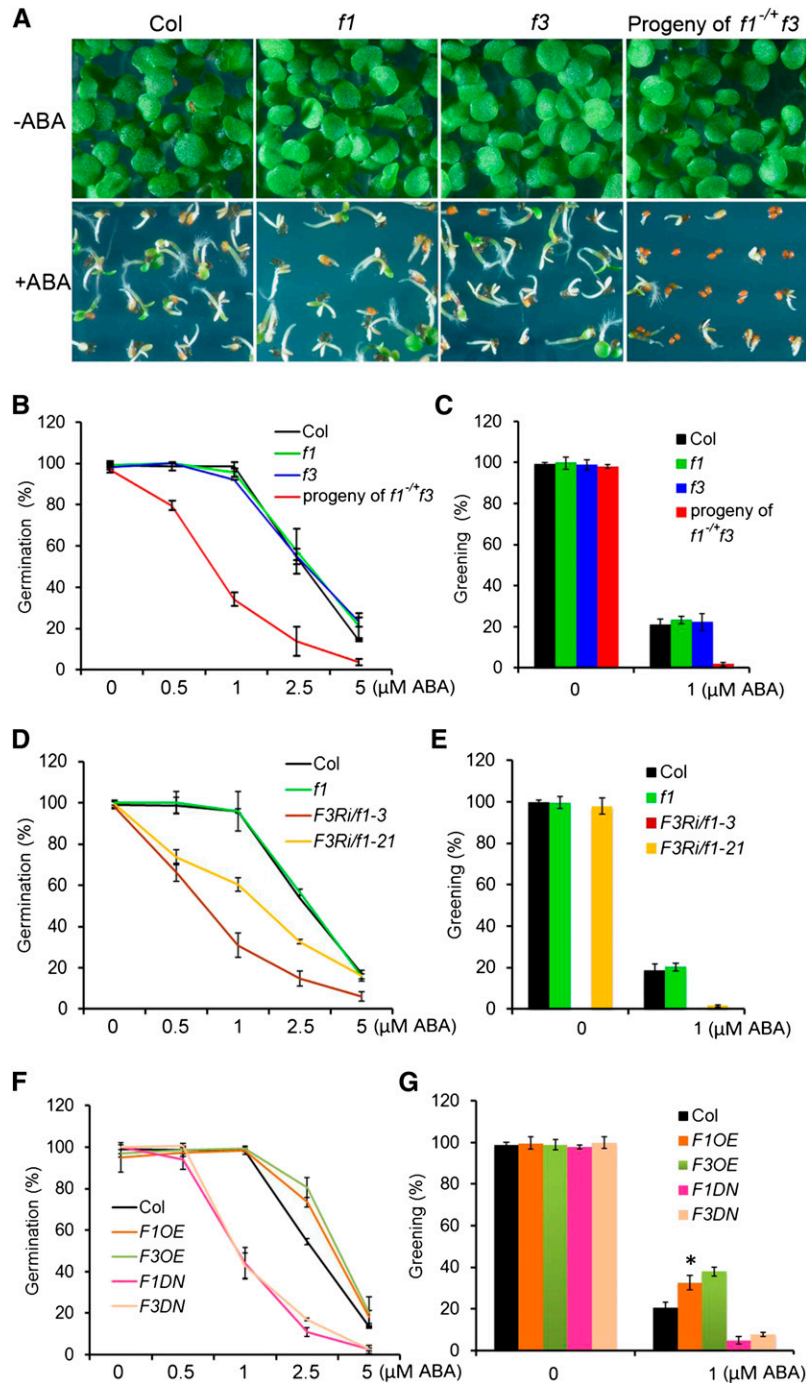 A
Col
f1
f3
Progeny of f1-/+ f3
-ABA
+ABA
B
120
100
80
60
40
20
0
Germination (%)
Col
f1
f3
progeny of f1-/+f3
0 0.5 1 2.5 5 (µM ABA)
C
120
100
80
60
40
20
0
Greening (%)
Col
f1
f3
progeny of
f1-/+f3
0 1 (µM ABA)
D
120
100
80
60
40
20
0
Germination (%)
Col
f1
F3Ri/f1-3
F3Ri/f1-21
0 0.5 1 2.5 5 (µM ABA)
E
120
100
80
60
40
20
0
Greening (%)
Col
f1
F3Ri/f1-3
F3Ri/f1-21
0 1 (µM ABA)
F
120
100
80
60
40
20
0
Germination (%)
Col
F1OE
F3OE
F1DN
F3DN
0 0.5 1 2.5 5 (µM ABA)
G
120
100
80
60
40
20
0
Greening (%)
Col
F1OE
F3OE
F1DN
F3DN
*
0 1 (µM ABA)